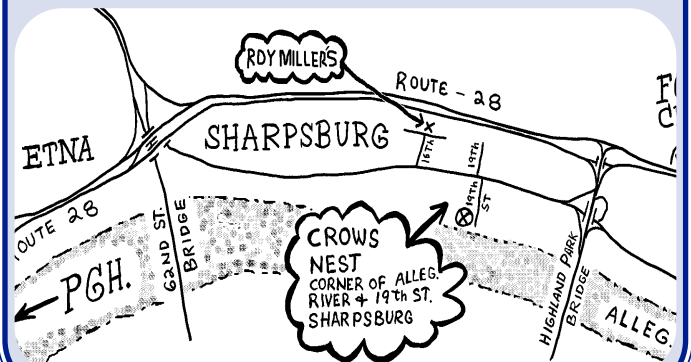 ROY MILLER'S
ROUTE - 28
ETNA
SHARPSBURG
X
16TH
19TH
19TH
ST
ROUTE 28
62ND ST.
BRIDGE
PGH.
CROWS
NEST
CORNER OF ALLEG.
RIVER & 19TH ST.
SHARPSBURG
HIGHLAND PARK
BRIDGE
ALLEG.